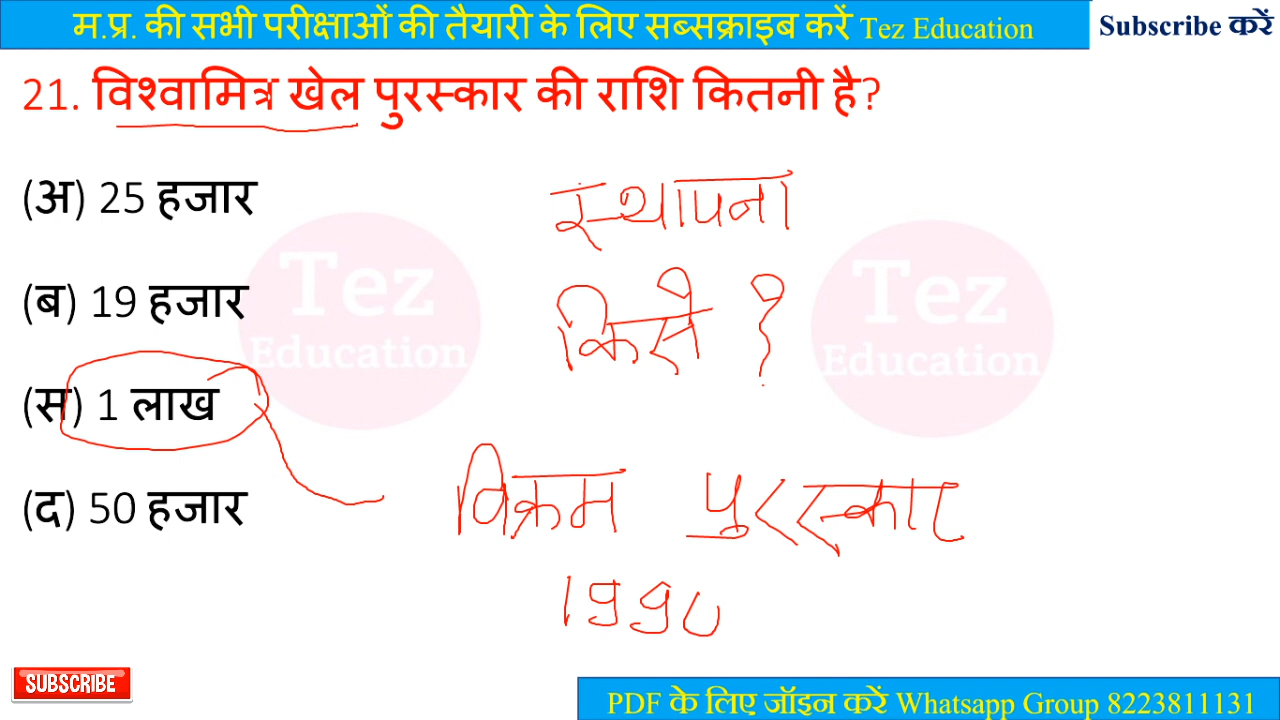 म.प्र. की सभी परीक्षाओं की तैयारी के लिए सब्सक्राइब करें Tez Education
Subscribe करें
21. विश्वामित्र खेल पुरस्कार की राशि कितनी है?
(अ) 25 हजार
स्थापना
(ब) 19 हजार
Tez
Education
Tez
Education
किसे ?
(स) 1 लाख
(द) 50 हजार
विक्रम पुरस्कार
1990
SUBSCRIBE
PDF के लिए जॉइन करें Whatsapp Group 8223811131